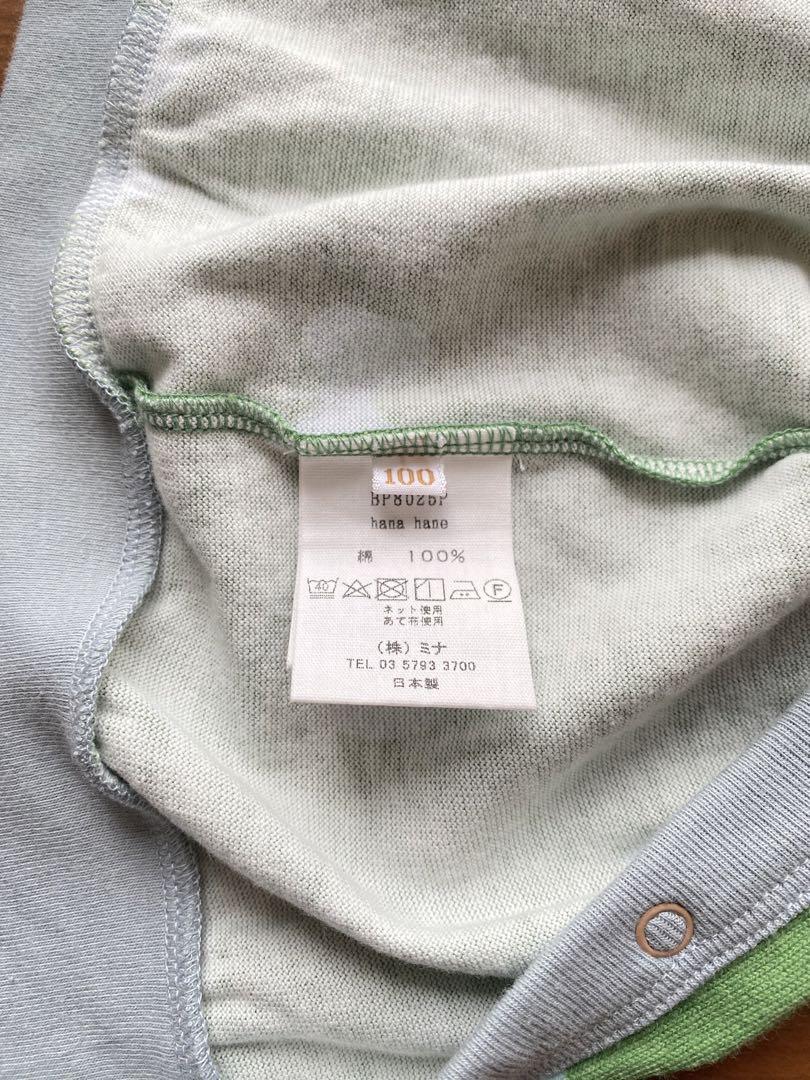 100
BP8025P
hana hane
綿 100%
40 F
ネット使用
あて布使用
(株)ミナ
TEL 03 5793 3700
日本製